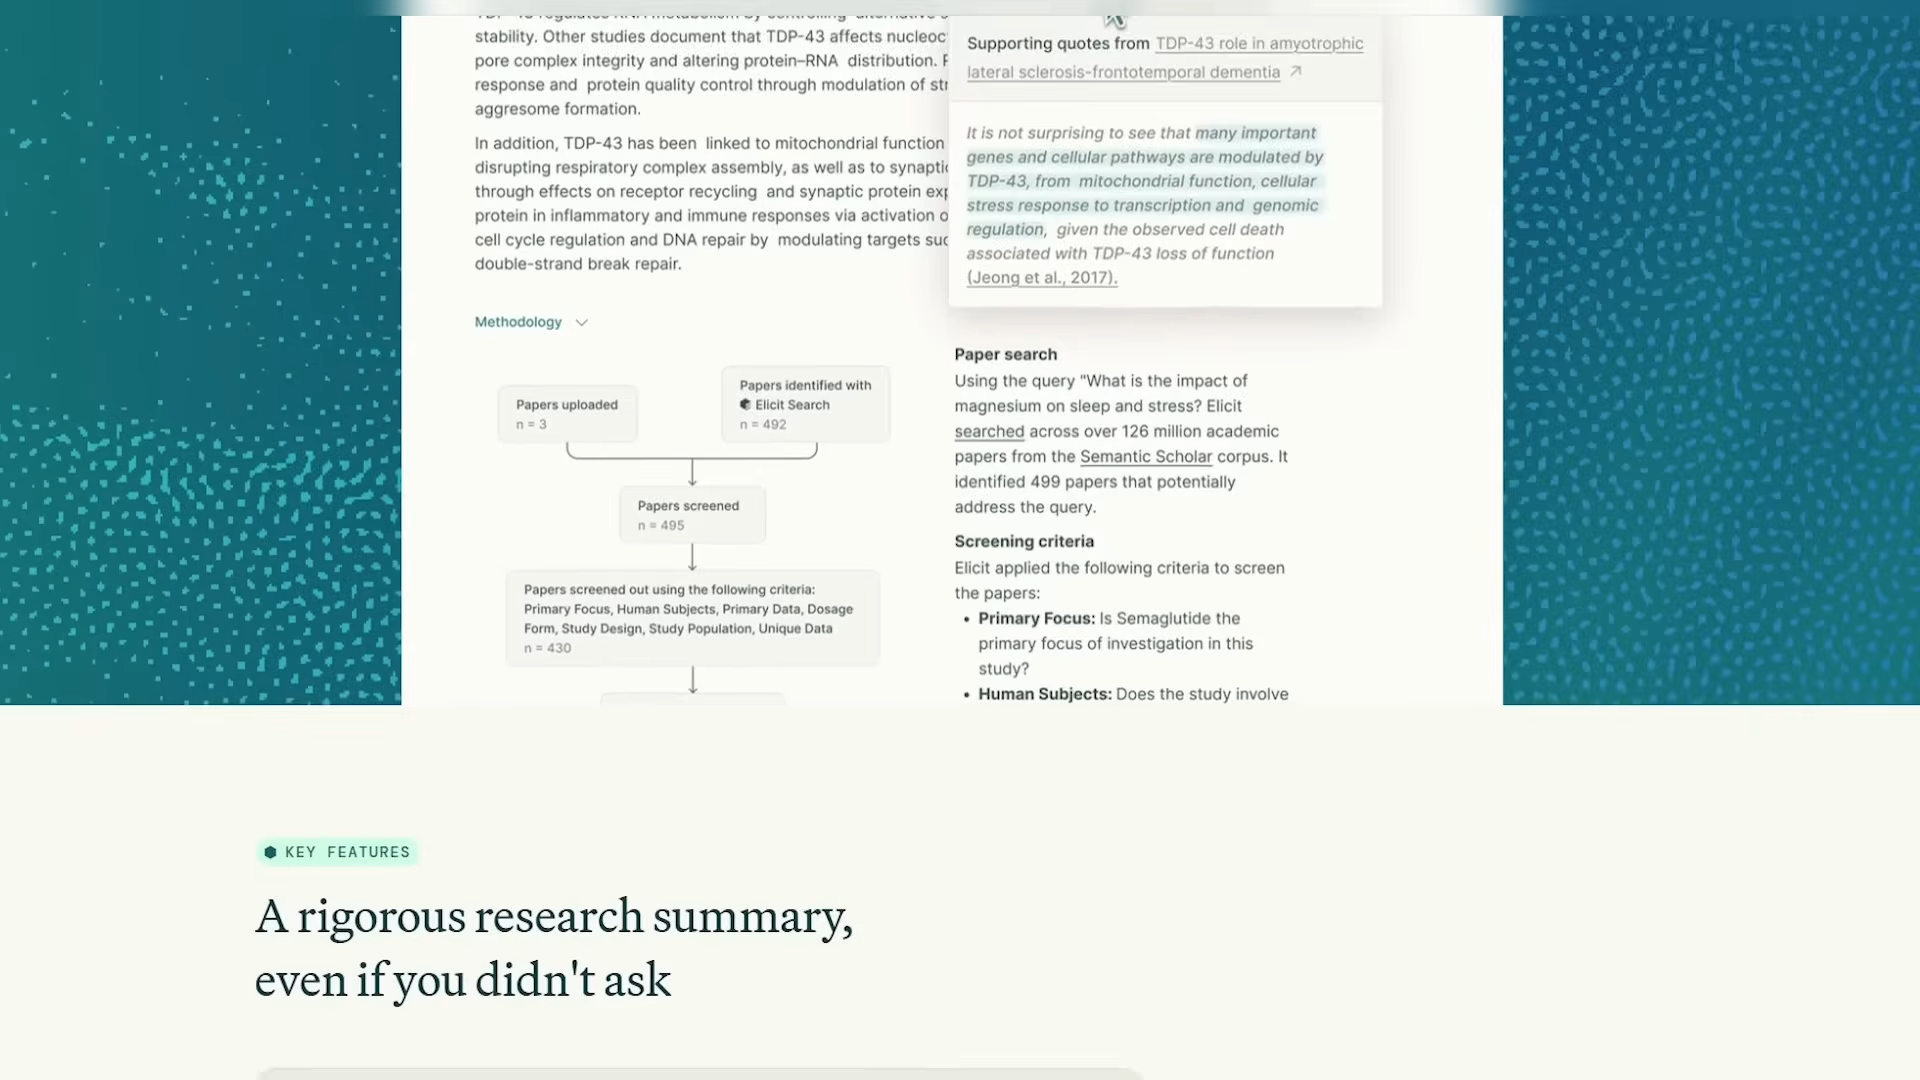 stability. Other studies document that TDP-43 affects nucleoc
pore complex integrity and altering protein–RNA distribution.
response and protein quality control through modulation of
aggresome formation.
In addition, TDP-43 has been linked to mitochondrial function
disrupting respiratory complex assembly, as well as to
through effects on receptor recycling and synaptic protein
protein in inflammatory and immune responses via activation
cell cycle regulation and DNA repair by modulating targets
double-strand break repair.
Supporting quotes from TDP-43 role in amyotrophic
lateral sclerosis-frontotemporal dementia ↗
It is not surprising to see that many important
genes and cellular pathways are modulated by
TDP-43, from mitochondrial function, cellular
stress response to transcription and genomic
regulation, given the observed cell death
associated with TDP-43 loss of function
(Jeong et al., 2017).
Methodology
Papers uploaded
n = 3
Papers identified with
Elicit Search
n = 492
Papers screened
n = 495
Papers screened out using the following criteria:
Primary Focus, Human Subjects, Primary Data, Dosage
Form, Study Design, Study Population, Unique Data
n = 430
Paper search
Using the query "What is the impact of
magnesium on sleep and stress? Elicit
searched across over 126 million academic
papers from the Semantic Scholar corpus. It
identified 499 papers that potentially
address the query.
Screening criteria
Elicit applied the following criteria to screen
the papers:
• Primary Focus: Is Semaglutide the
primary focus of investigation in this
study?
• Human Subjects: Does the study involve
KEY FEATURES
A rigorous research summary,
even if you didn't ask